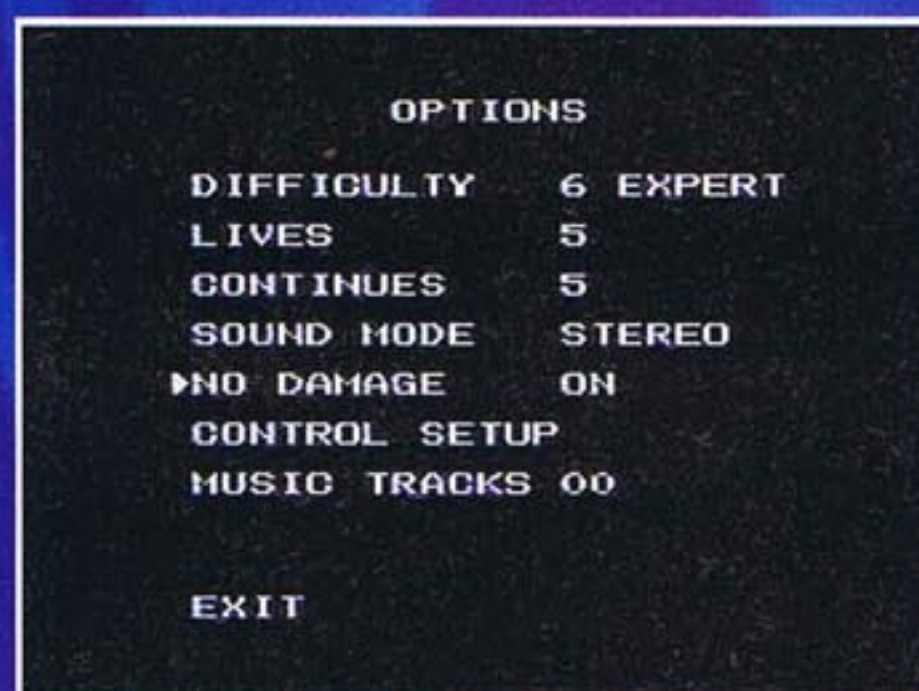 OPTIONS
DIFFICULTY 6 EXPERT
LIVES 5
CONTINUES 5
SOUND MODE STEREO
▶NO DAMAGE ON
CONTROL SETUP
MUSIC TRACKS 00
EXIT